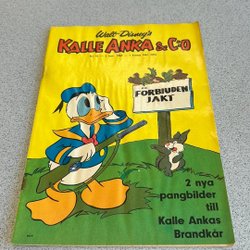 Walt Disney's
KALLE ANKA & C:O
FÖRBJUDEN
JAKT
2 nya
pangbilder
till
Kalle Ankas
Brandkår